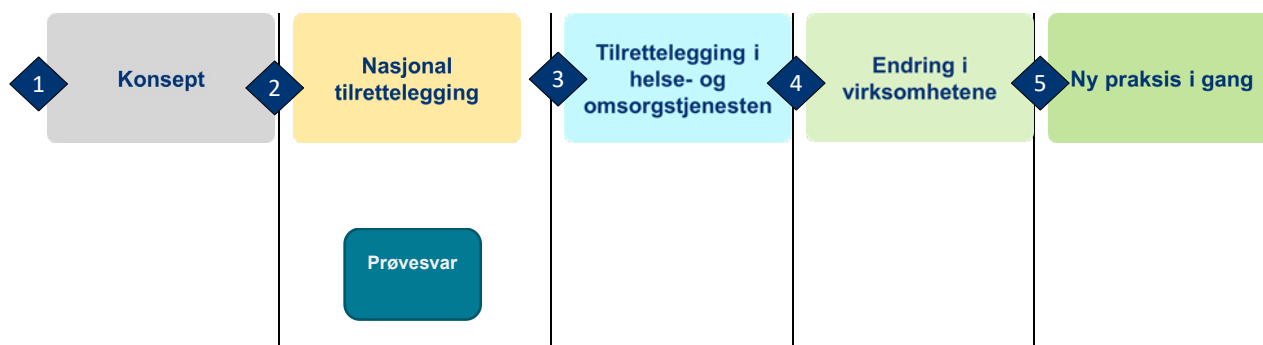 1
Konsept
2
Nasjonal
tilrettelegging
3
Tilrettelegging i
helse- og
omsorgstjenesten
4
Endring i
virksomhetene
5
Ny praksis i gang
Prøvesvar